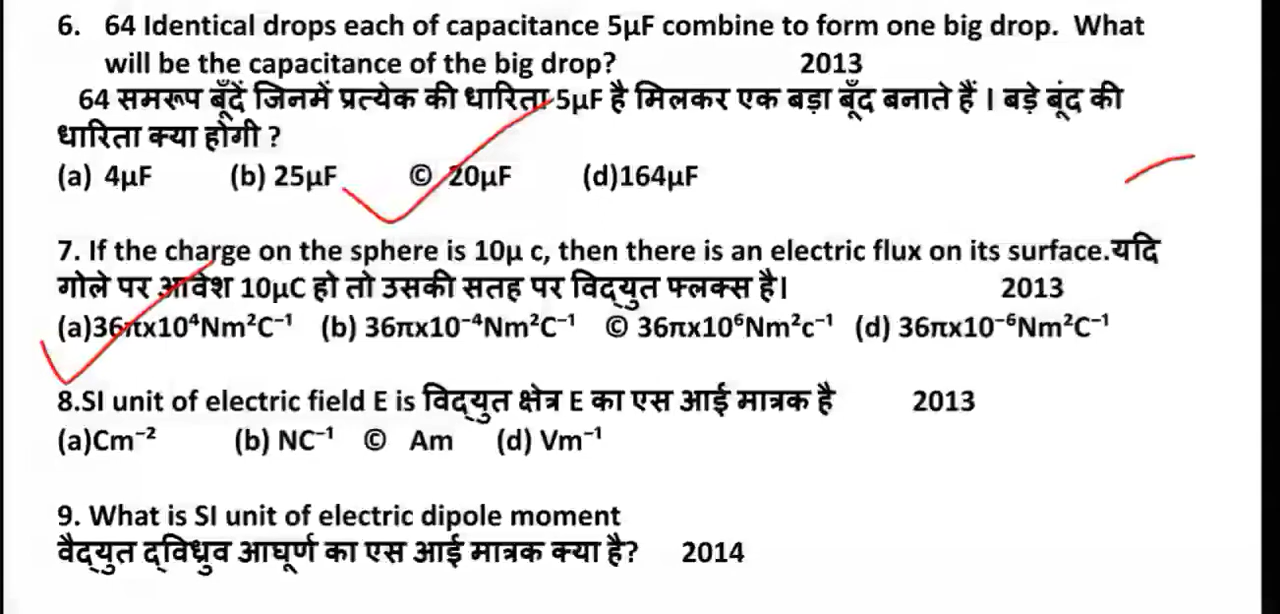 6. 64 Identical drops each of capacitance 5µF combine to form one big drop. What
will be the capacitance of the big drop? 2013
64 समरूप बूँदें जिनमें प्रत्येक की धारिता 5µF है मिलकर एक बड़ा बूँद बनाते हैं । बड़े बूंद की
धारिता क्या होगी ?
(a) 4µF (b) 25µF © 20µF (d)164µF
7. If the charge on the sphere is 10µ c, then there is an electric flux on its surface.यदि
गोले पर आवेश 10µC हो तो उसकी सतह पर विद्युत फ्लक्स है। 2013
(a)36πx10⁴Nm²C⁻¹ (b) 36πx10⁻⁴Nm²C⁻¹ © 36πx10⁶Nm²c⁻¹ (d) 36πx10⁻⁶Nm²C⁻¹
8.SI unit of electric field E is विद्युत क्षेत्र E का एस आई मात्रक है 2013
(a)Cm⁻² (b) NC⁻¹ © Am (d) Vm⁻¹
9. What is SI unit of electric dipole moment
वैद्युत द्विध्रुव आघूर्ण का एस आई मात्रक क्या है? 2014